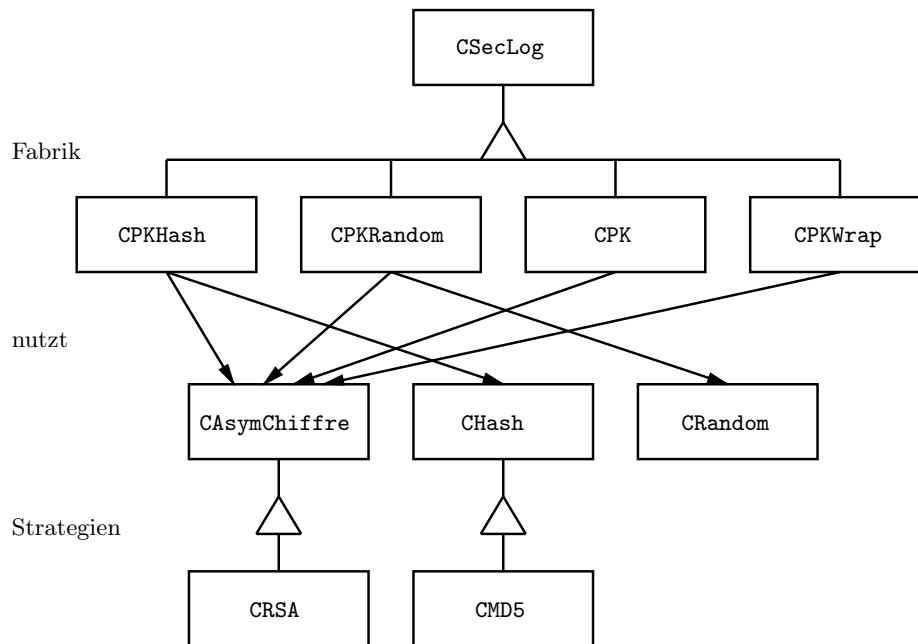 CSecLog
Fabrik
CPKHash CPKRandom CPK CPKWrap
nutzt
CAsymChiffre CHash CRandom
Strategien
CRSA CMD5